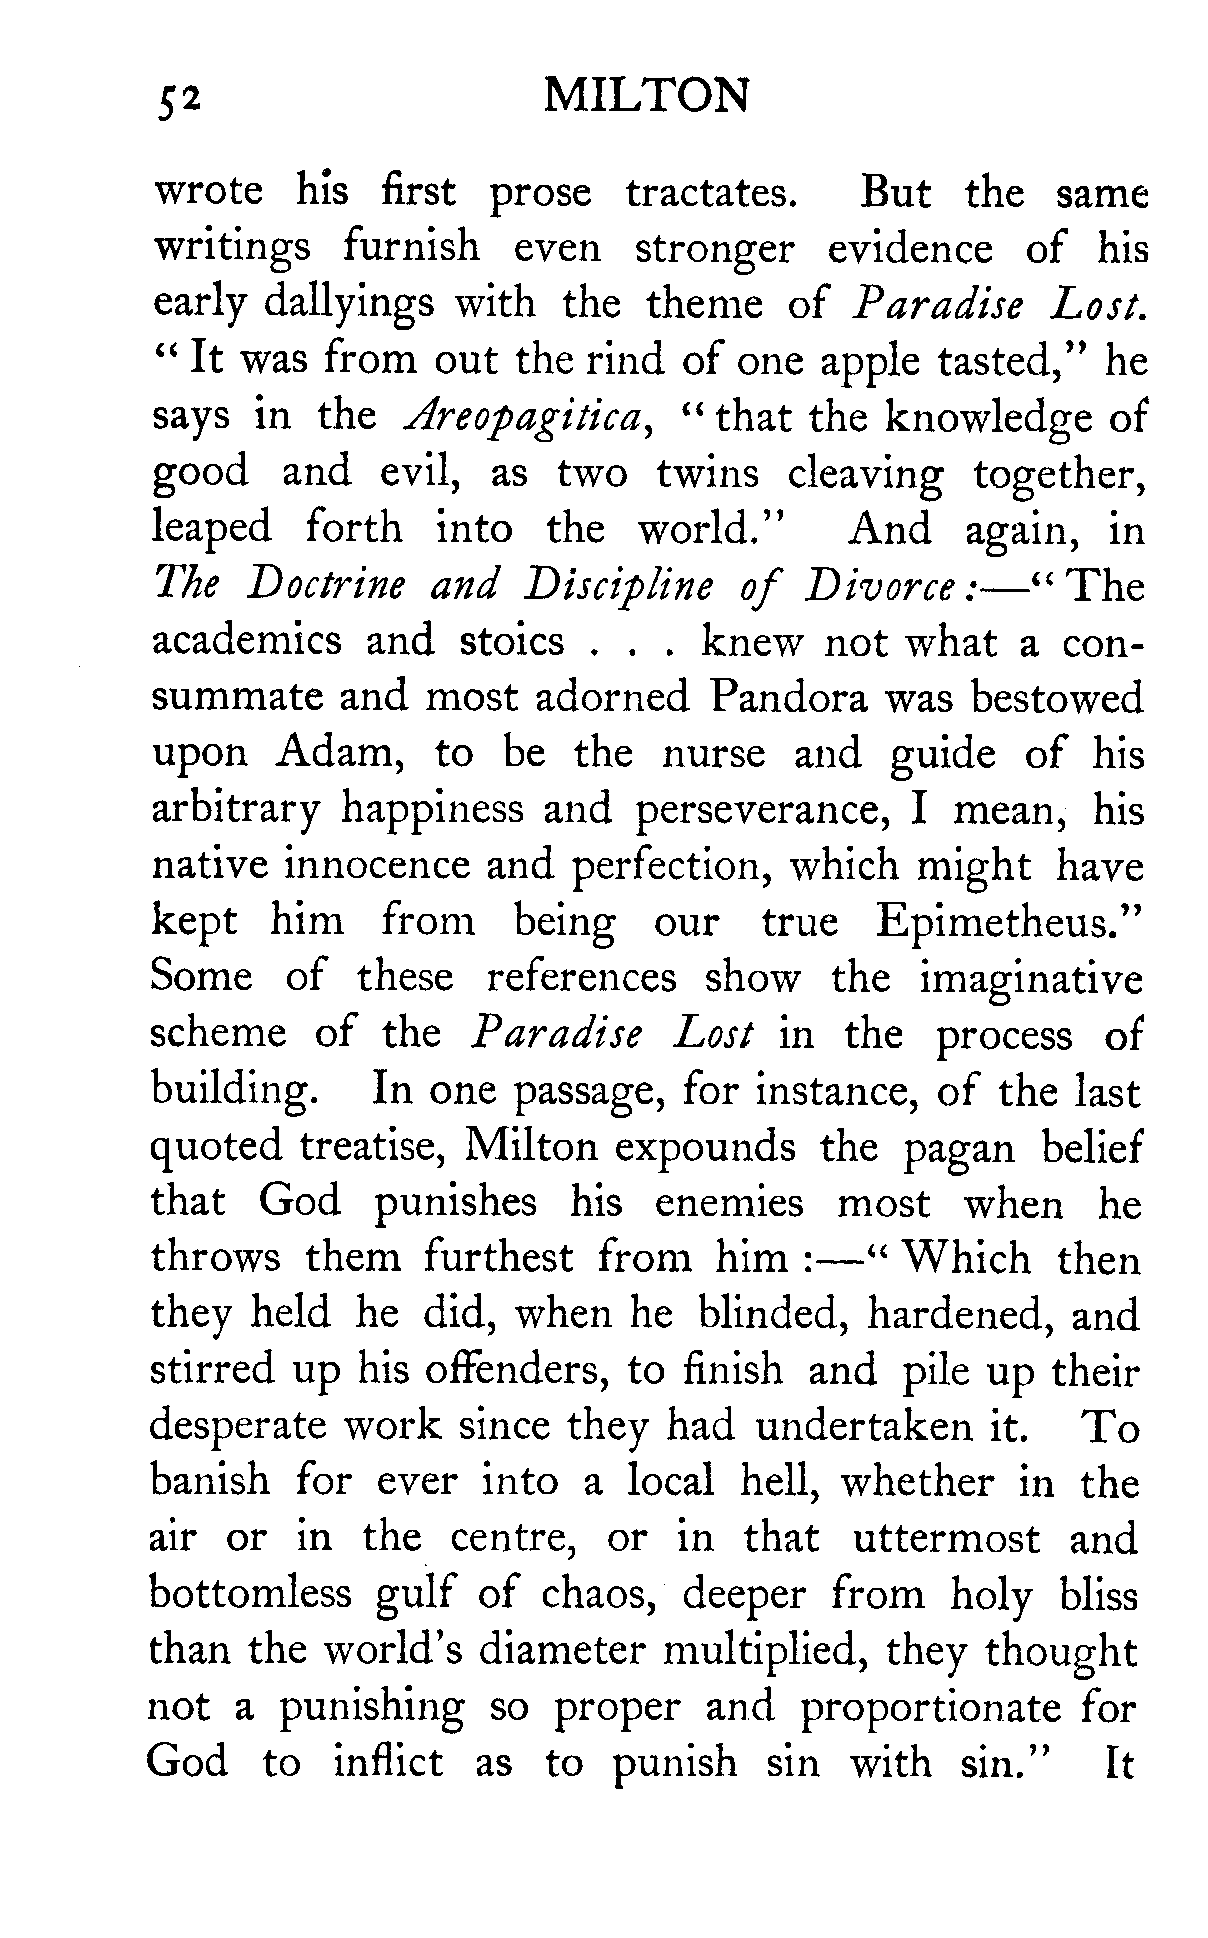 52 MILTON
wrote his first prose tractates. But the same
writings furnish even stronger evidence of his
early dallyings with the theme of Paradise Lost.
“ It was from out the rind of one apple tasted,” he
says in the Areopagitica, “ that the knowledge of
good and evil, as two twins cleaving together,
leaped forth into the world.” And again, in
The Doctrine and Discipline of Divorce :—“ The
academics and stoics . . . knew not what a con-
summate and most adorned Pandora was bestowed
upon Adam, to be the nurse and guide of his
arbitrary happiness and perseverance, I mean, his
native innocence and perfection, which might have
kept him from being our true Epimetheus.”
Some of these references show the imaginative
scheme of the Paradise Lost in the process of
building. In one passage, for instance, of the last
quoted treatise, Milton expounds the pagan belief
that God punishes his enemies most when he
throws them furthest from him :—“ Which then
they held he did, when he blinded, hardened, and
stirred up his offenders, to finish and pile up their
desperate work since they had undertaken it. To
banish for ever into a local hell, whether in the
air or in the centre, or in that uttermost and
bottomless gulf of chaos, deeper from holy bliss
than the world’s diameter multiplied, they thought
not a punishing so proper and proportionate for
God to inflict as to punish sin with sin.” It